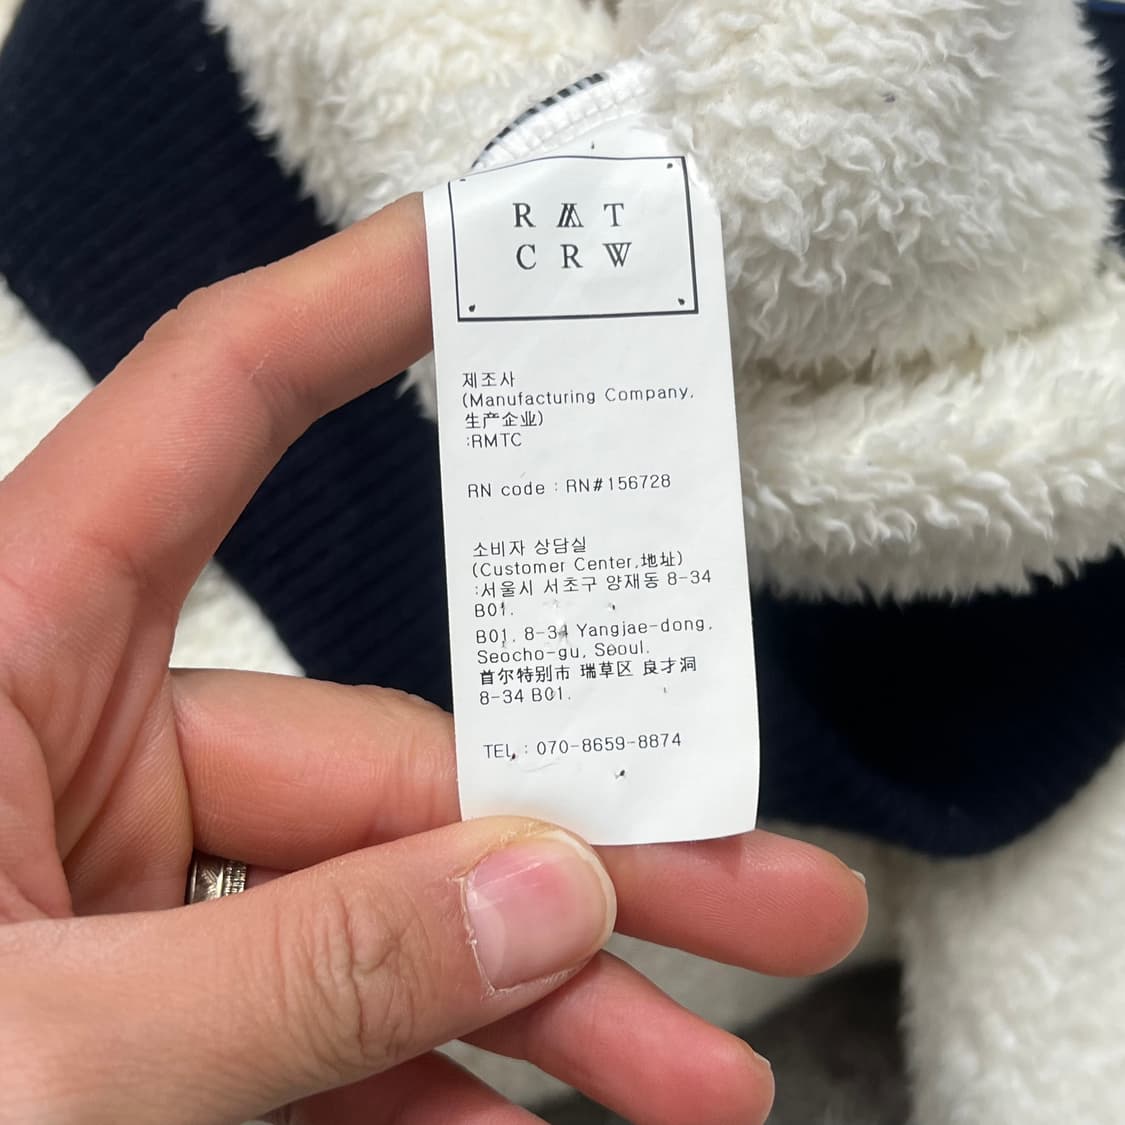 R M T
C R W
제조사
(Manufacturing Company,
生产企业)
:RMTC
RN code : RN#156728
소비자 상담실
(Customer Center,地址)
:서울시 서초구 양재동 8-34
B01.
B01. 8-34 Yangjae-dong,
Seocho-gu, Seoul.
首尔特别市 瑞草区 良才洞
8-34 B01.
TEL : 070-8659-8874